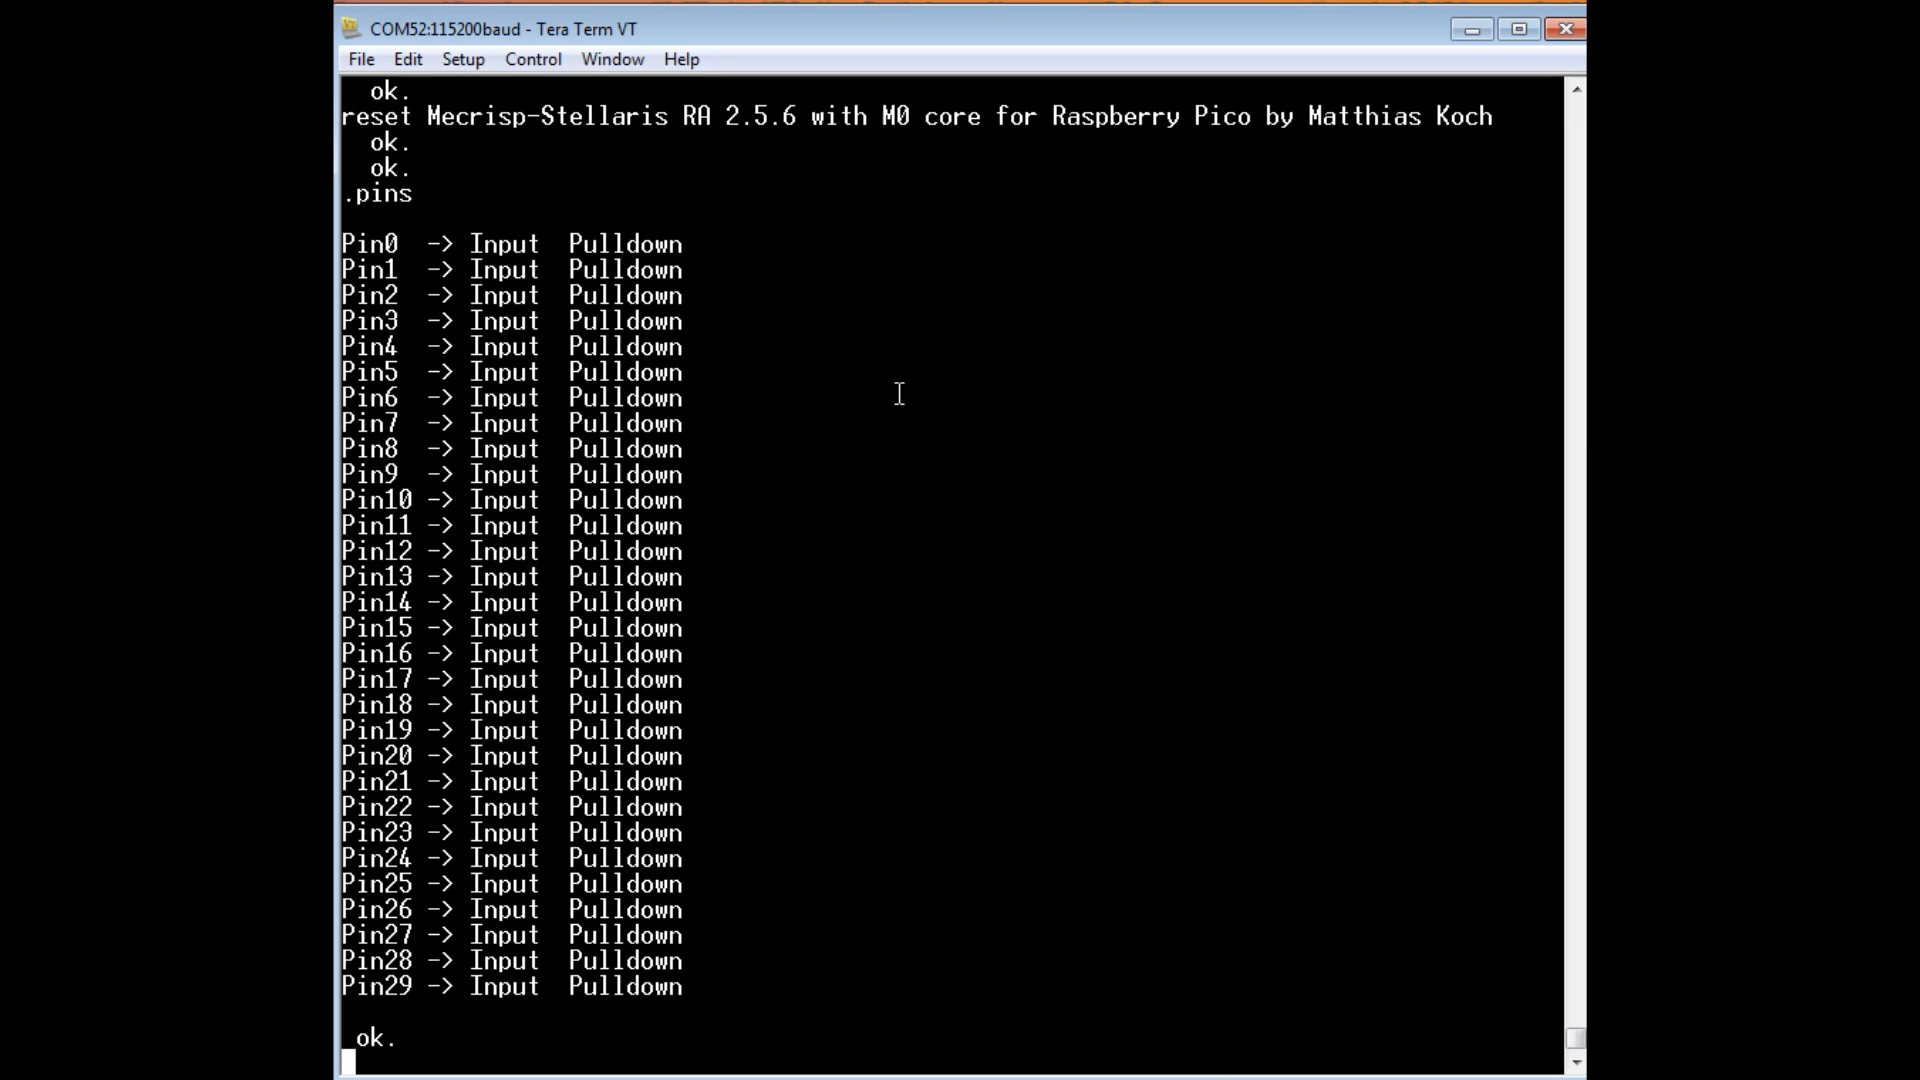 COM52:115200baud - Tera Term VT
File Edit Setup Control Window Help
ok.
reset Mecrisp-Stellaris RA 2.5.6 with M0 core for Raspberry Pico by Matthias Koch
ok.
ok.
.pins
Pin0 -> Input Pulldown
Pin1 -> Input Pulldown
Pin2 -> Input Pulldown
Pin3 -> Input Pulldown
Pin4 -> Input Pulldown
Pin5 -> Input Pulldown
Pin6 -> Input Pulldown
Pin7 -> Input Pulldown
Pin8 -> Input Pulldown
Pin9 -> Input Pulldown
Pin10 -> Input Pulldown
Pin11 -> Input Pulldown
Pin12 -> Input Pulldown
Pin13 -> Input Pulldown
Pin14 -> Input Pulldown
Pin15 -> Input Pulldown
Pin16 -> Input Pulldown
Pin17 -> Input Pulldown
Pin18 -> Input Pulldown
Pin19 -> Input Pulldown
Pin20 -> Input Pulldown
Pin21 -> Input Pulldown
Pin22 -> Input Pulldown
Pin23 -> Input Pulldown
Pin24 -> Input Pulldown
Pin25 -> Input Pulldown
Pin26 -> Input Pulldown
Pin27 -> Input Pulldown
Pin28 -> Input Pulldown
Pin29 -> Input Pulldown
ok.